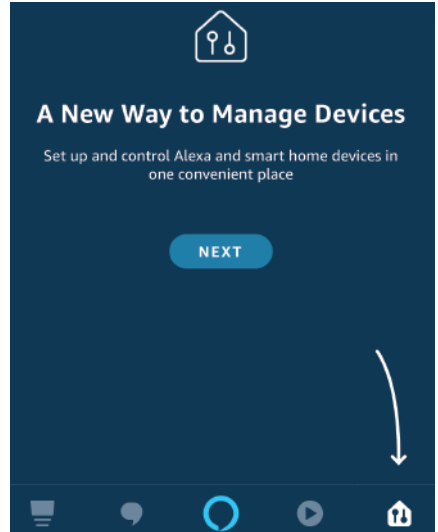 A New Way to Manage Devices
Set up and control Alexa and smart home devices in
one convenient place
NEXT